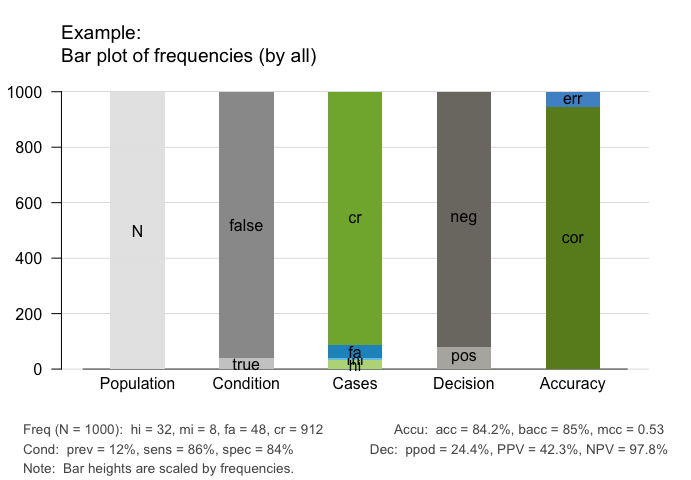 Example:
Bar plot of frequencies (by all)
1000
800
600
400
200
0
N
false
true
cr
fa
mi
hi
neg
pos
err
cor
Population Condition Cases Decision Accuracy
Freq (N = 1000):  hi = 32, mi = 8, fa = 48, cr = 912
Accu:  acc = 84.2%, bacc = 85%, mcc = 0.53
Cond:  prev = 12%, sens = 86%, spec = 84%
Dec:  ppod = 24.4%, PPV = 42.3%, NPV = 97.8%
Note:  Bar heights are scaled by frequencies.